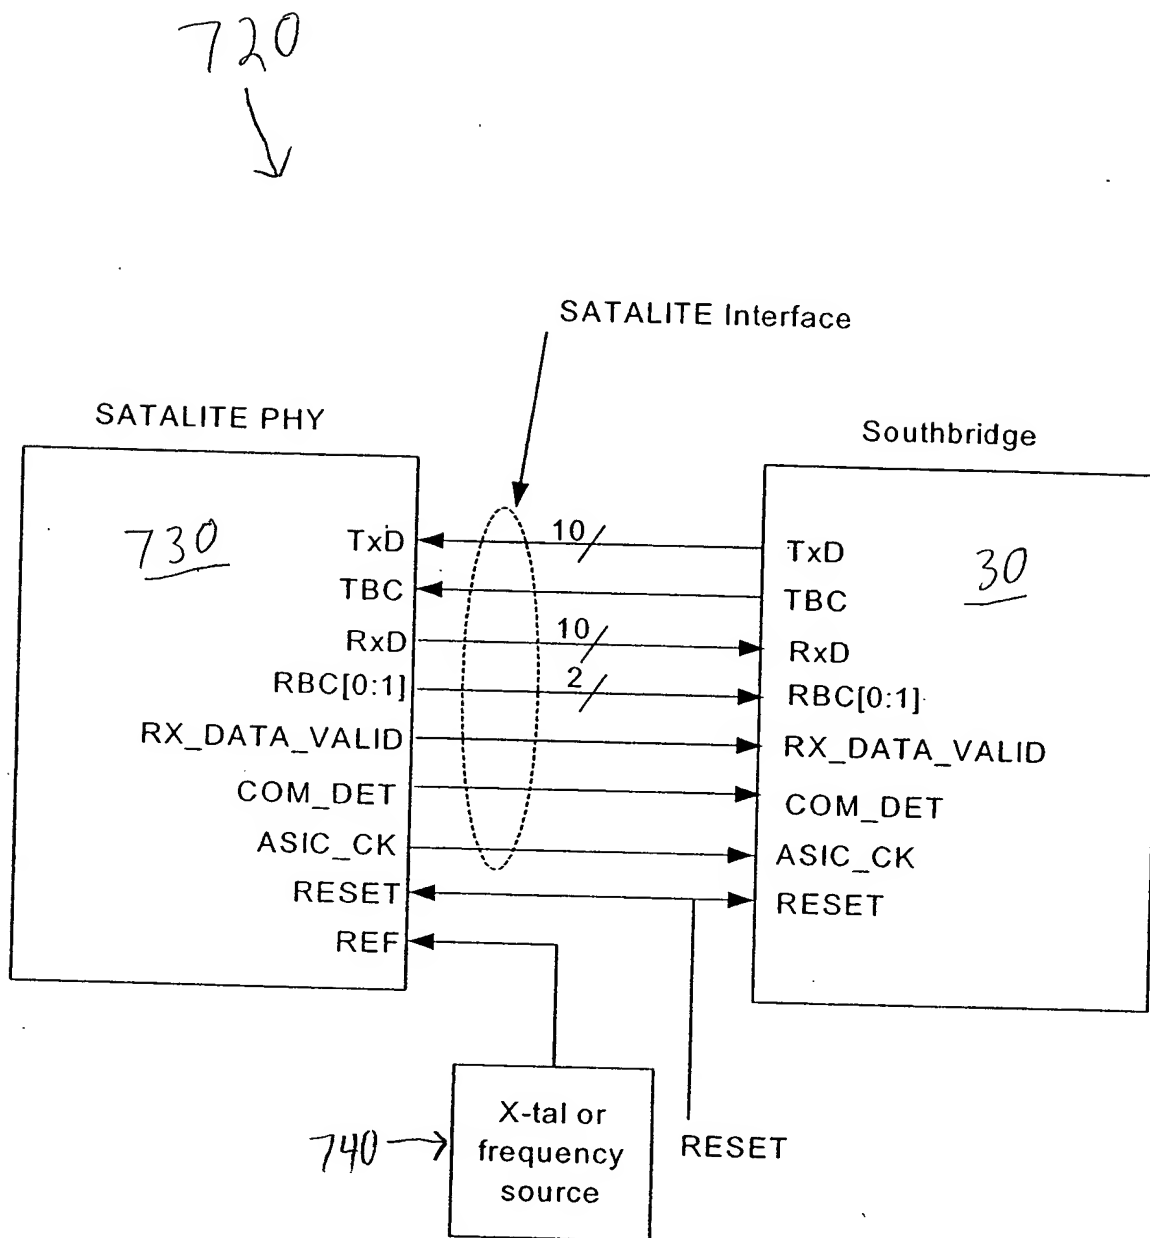 720
SATALITE Interface
SATALITE PHY
Southbridge
730
30
TxD
TBC
RxD
RBC[0:1]
RX_DATA_VALID
COM_DET
ASIC_CK
RESET
REF
10
10
2
TxD
TBC
RxD
RBC[0:1]
RX_DATA_VALID
COM_DET
ASIC_CK
RESET
740
X-tal or
frequency
source
RESET